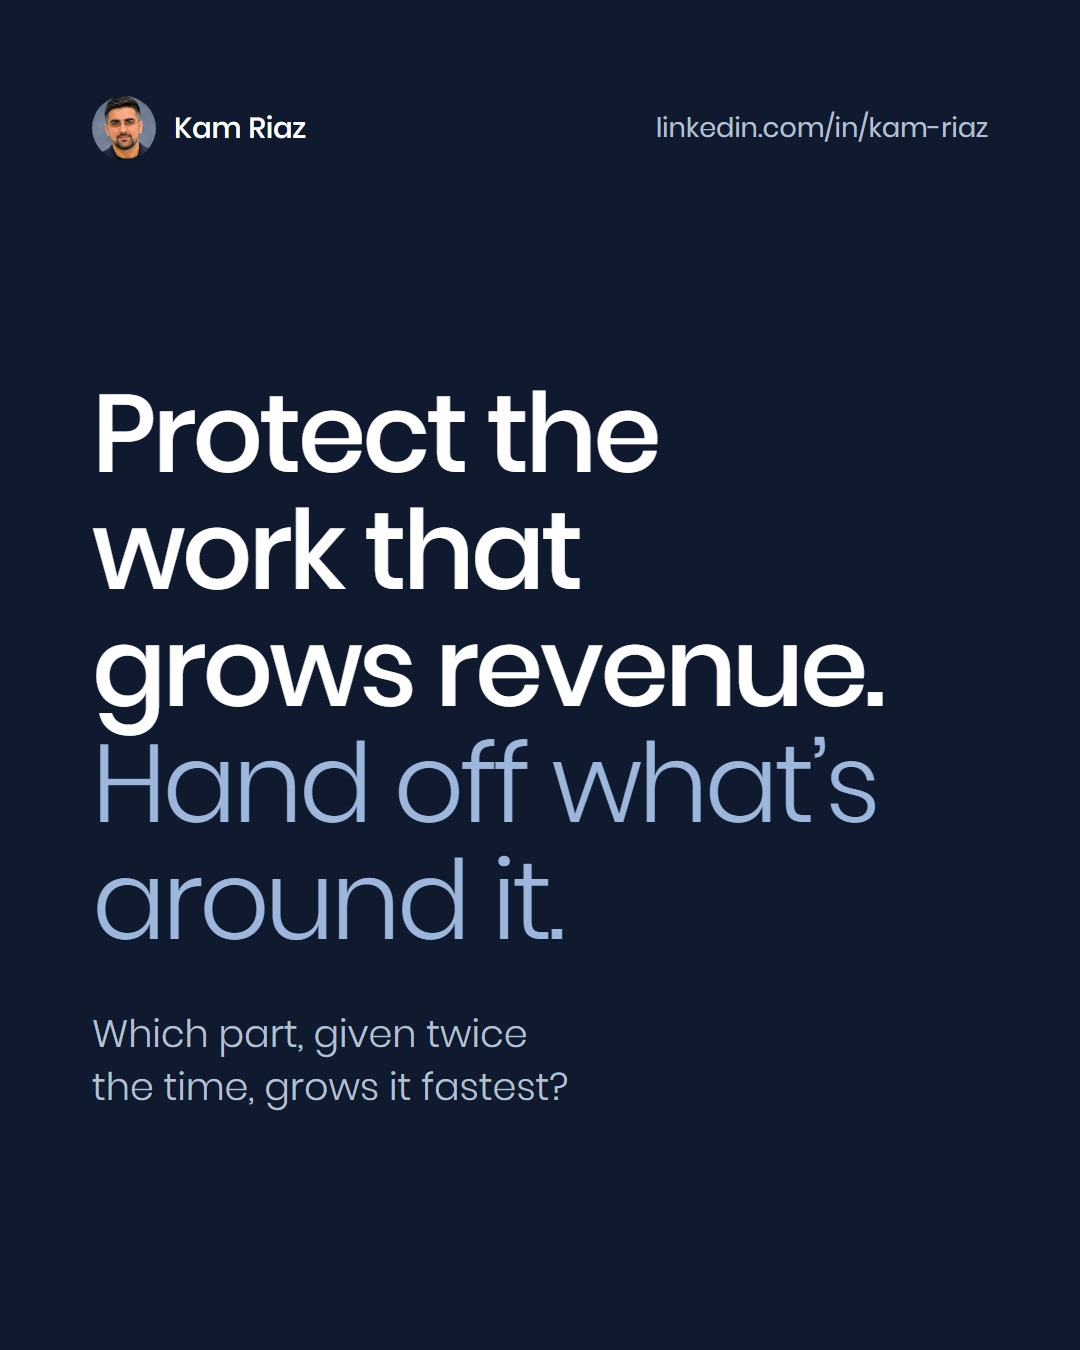 Kam Riaz
linkedin.com/in/kam-riaz
Protect the
work that
grows revenue.
Hand off what’s
around it.
Which part, given twice
the time, grows it fastest?